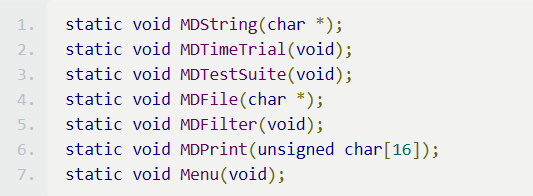 1. static void MDString(char *);
2. static void MDTimeTrial(void);
3. static void MDTestSuite(void);
4. static void MDFile(char *);
5. static void MDFilter(void);
6. static void MDPrint(unsigned char[16]);
7. static void Menu(void);